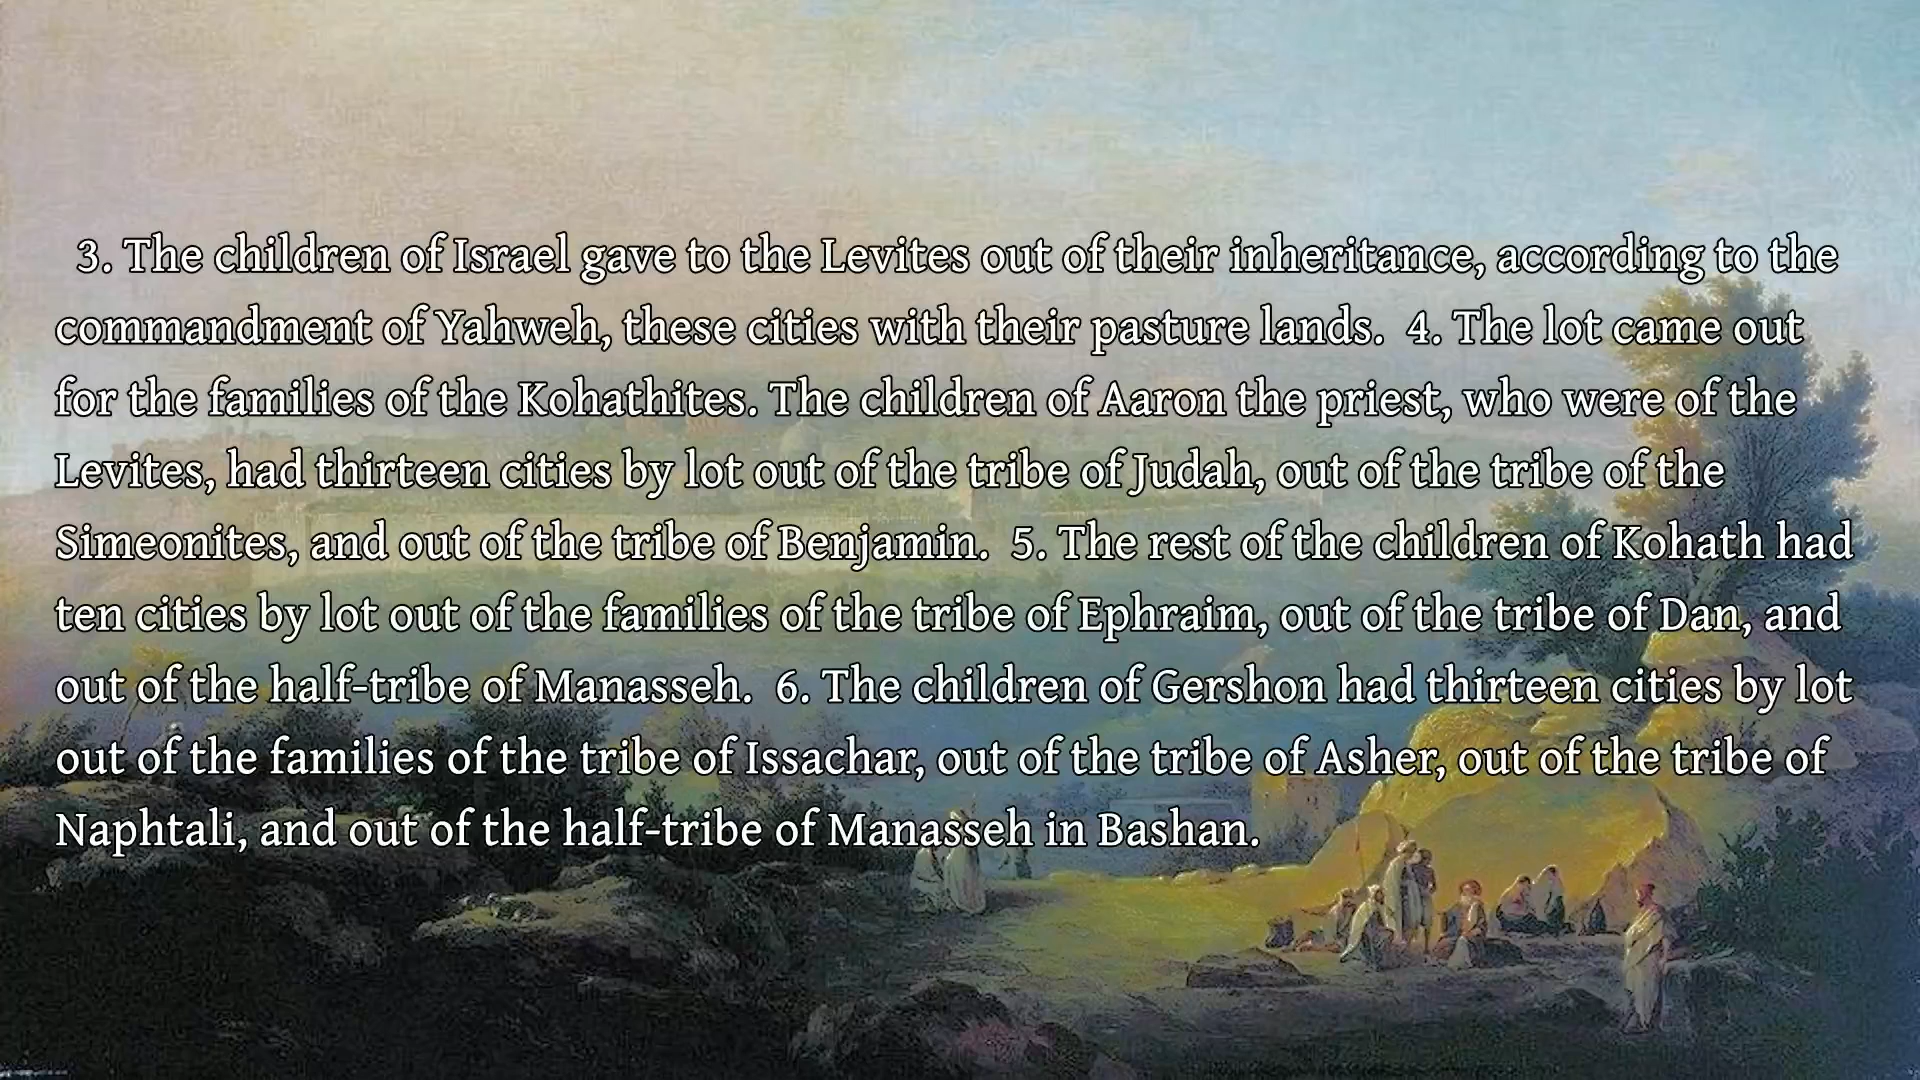 3. The children of Israel gave to the Levites out of their inheritance, according to the
commandment of Yahweh, these cities with their pasture lands.  4. The lot came out
for the families of the Kohathites. The children of Aaron the priest, who were of the
Levites, had thirteen cities by lot out of the tribe of Judah, out of the tribe of the
Simeonites, and out of the tribe of Benjamin.  5. The rest of the children of Kohath had
ten cities by lot out of the families of the tribe of Ephraim, out of the tribe of Dan, and
out of the half-tribe of Manasseh.  6. The children of Gershon had thirteen cities by lot
out of the families of the tribe of Issachar, out of the tribe of Asher, out of the tribe of
Naphtali, and out of the half-tribe of Manasseh in Bashan.